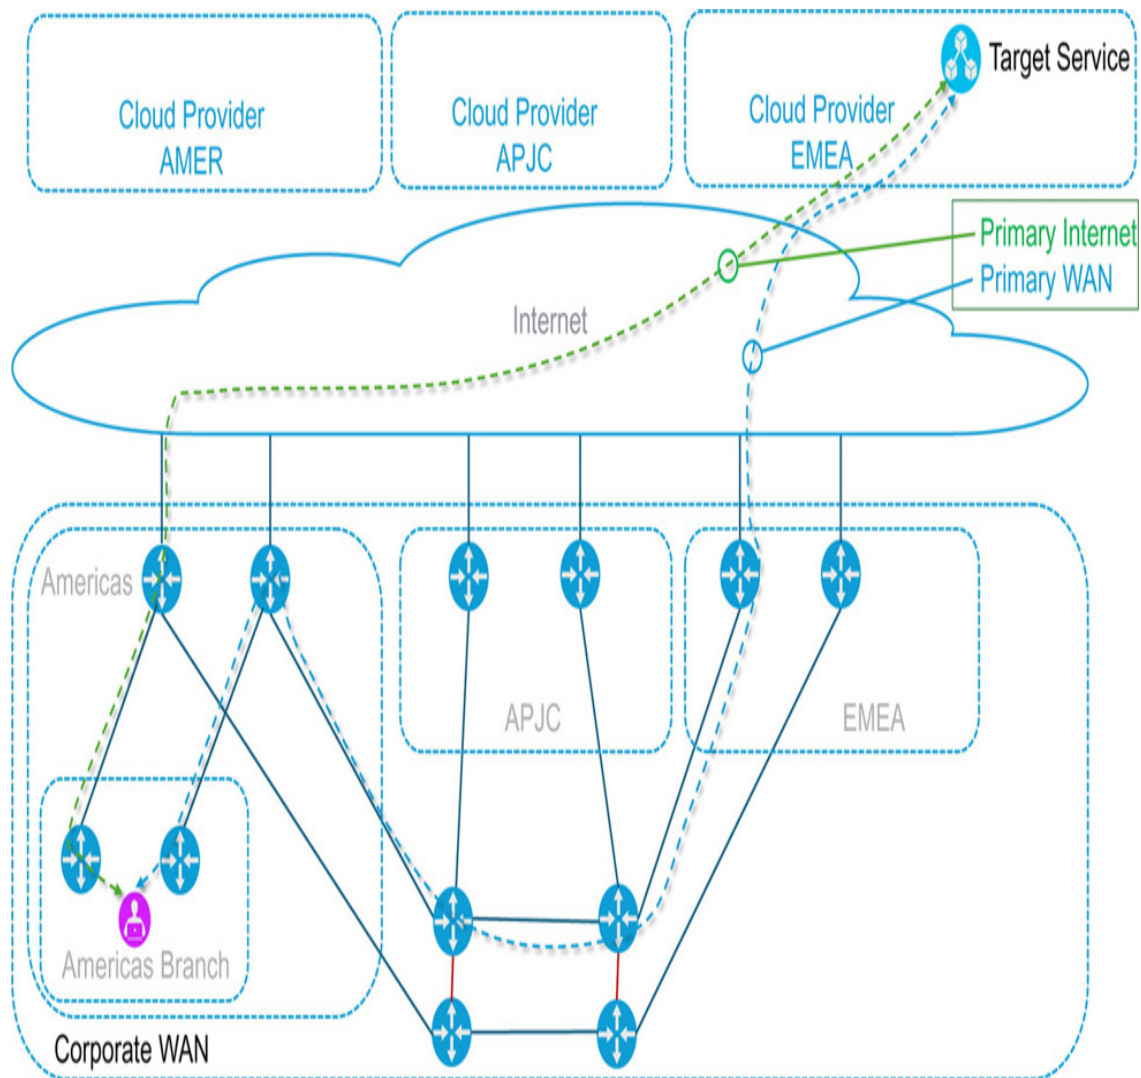 Target Service
Cloud Provider
AMER
Cloud Provider
APJC
Cloud Provider
EMEA
Primary Internet
Primary WAN
Internet
Americas
APJC
EMEA
Americas Branch
Corporate WAN